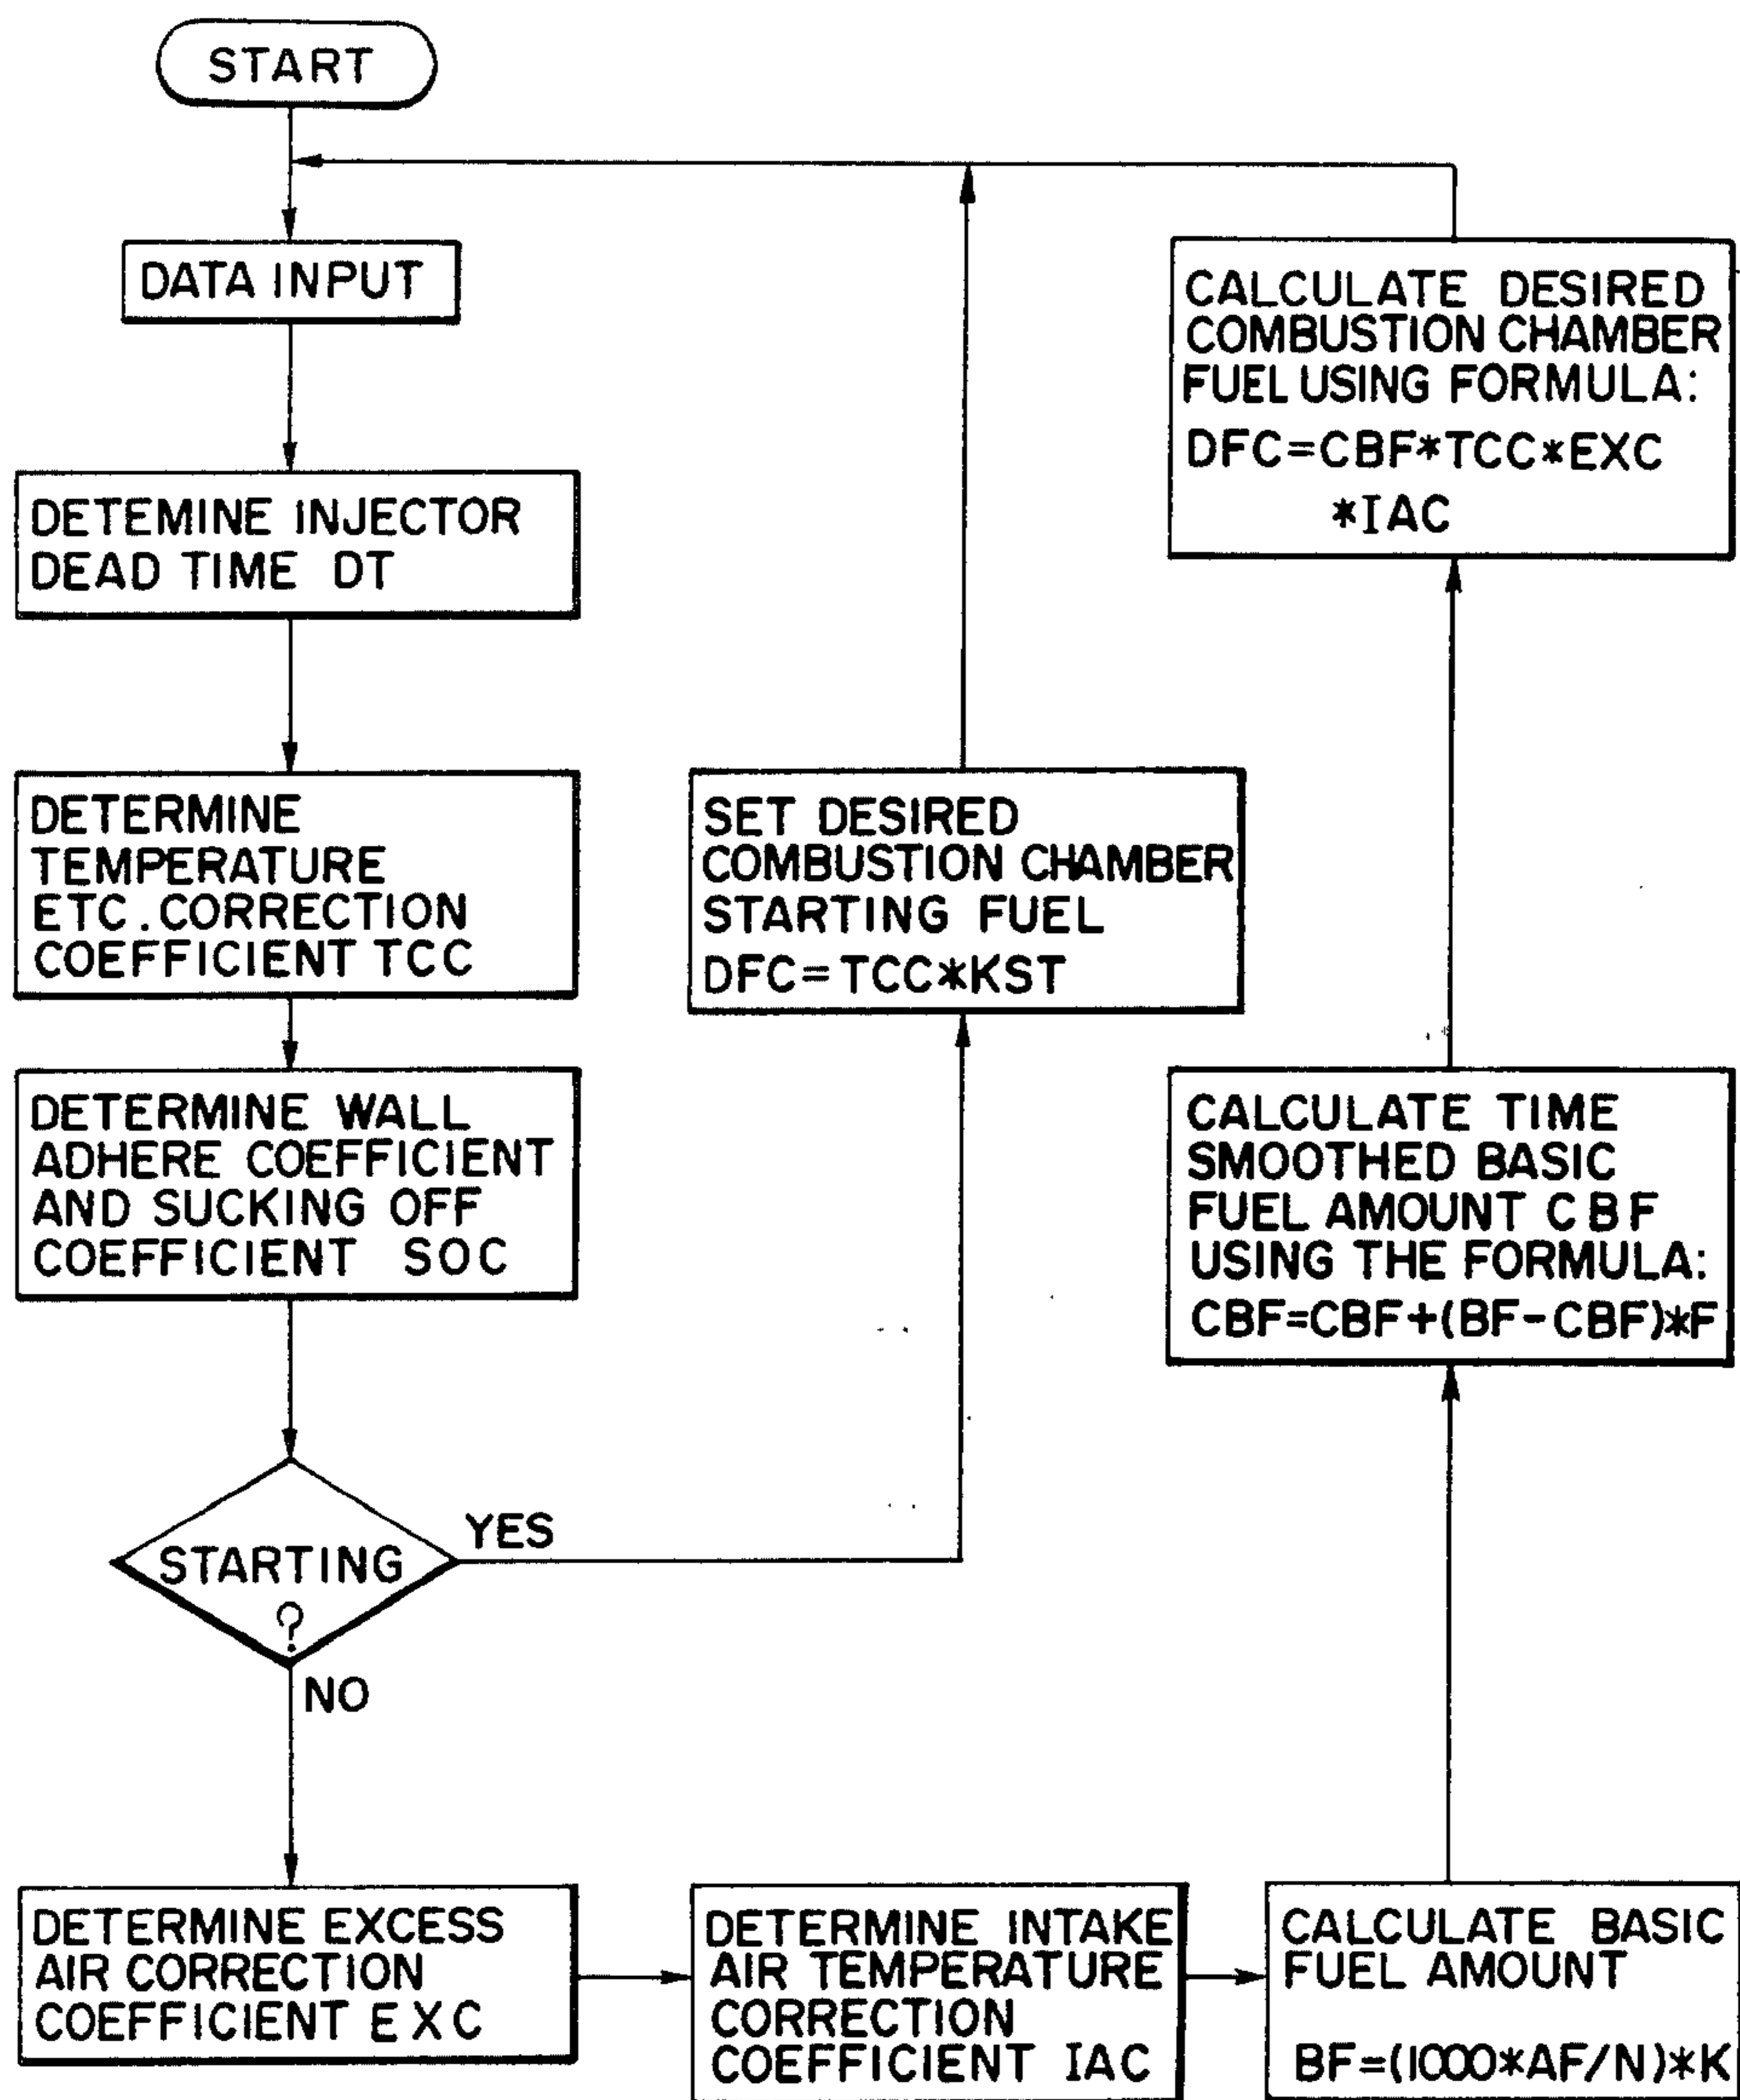 START
DATA INPUT
DETEMINE INJECTOR
DEAD TIME DT
DETERMINE
TEMPERATURE
ETC. CORRECTION
COEFFICIENT TCC
DETERMINE WALL
ADHERE COEFFICIENT
AND SUCKING OFF
COEFFICIENT SOC
STARTING
?
YES
NO
SET DESIRED
COMBUSTION CHAMBER
STARTING FUEL
DFC=TCC*KST
DETERMINE EXCESS
AIR CORRECTION
COEFFICIENT EXC
DETERMINE INTAKE
AIR TEMPERATURE
CORRECTION
COEFFICIENT IAC
CALCULATE BASIC
FUEL AMOUNT
BF=(1000*AF/N)*K
CALCULATE TIME
SMOOTHED BASIC
FUEL AMOUNT CBF
USING THE FORMULA:
CBF=CBF+(BF-CBF)*F
CALCULATE DESIRED
COMBUSTION CHAMBER
FUEL USING FORMULA:
DFC=CBF*TCC*EXC
*IAC